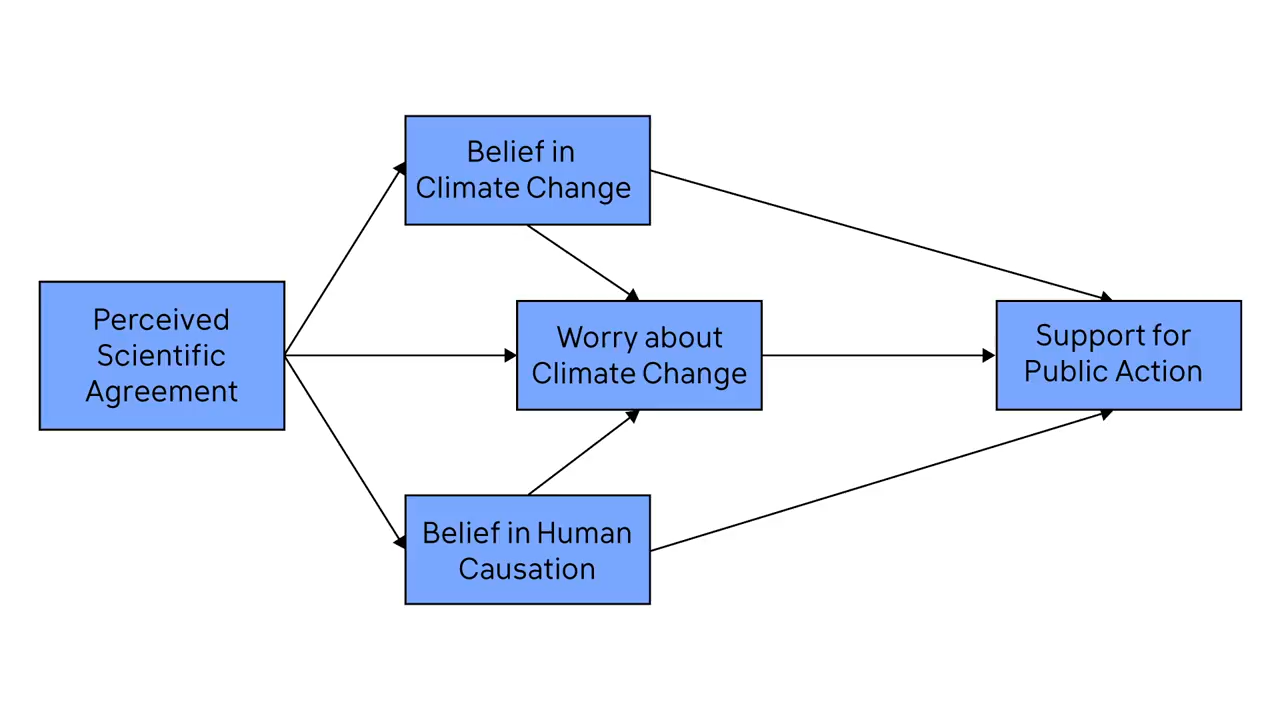 Belief in
Climate Change
Perceived
Scientific
Agreement
Worry about
Climate Change
Support for
Public Action
Belief in Human
Causation